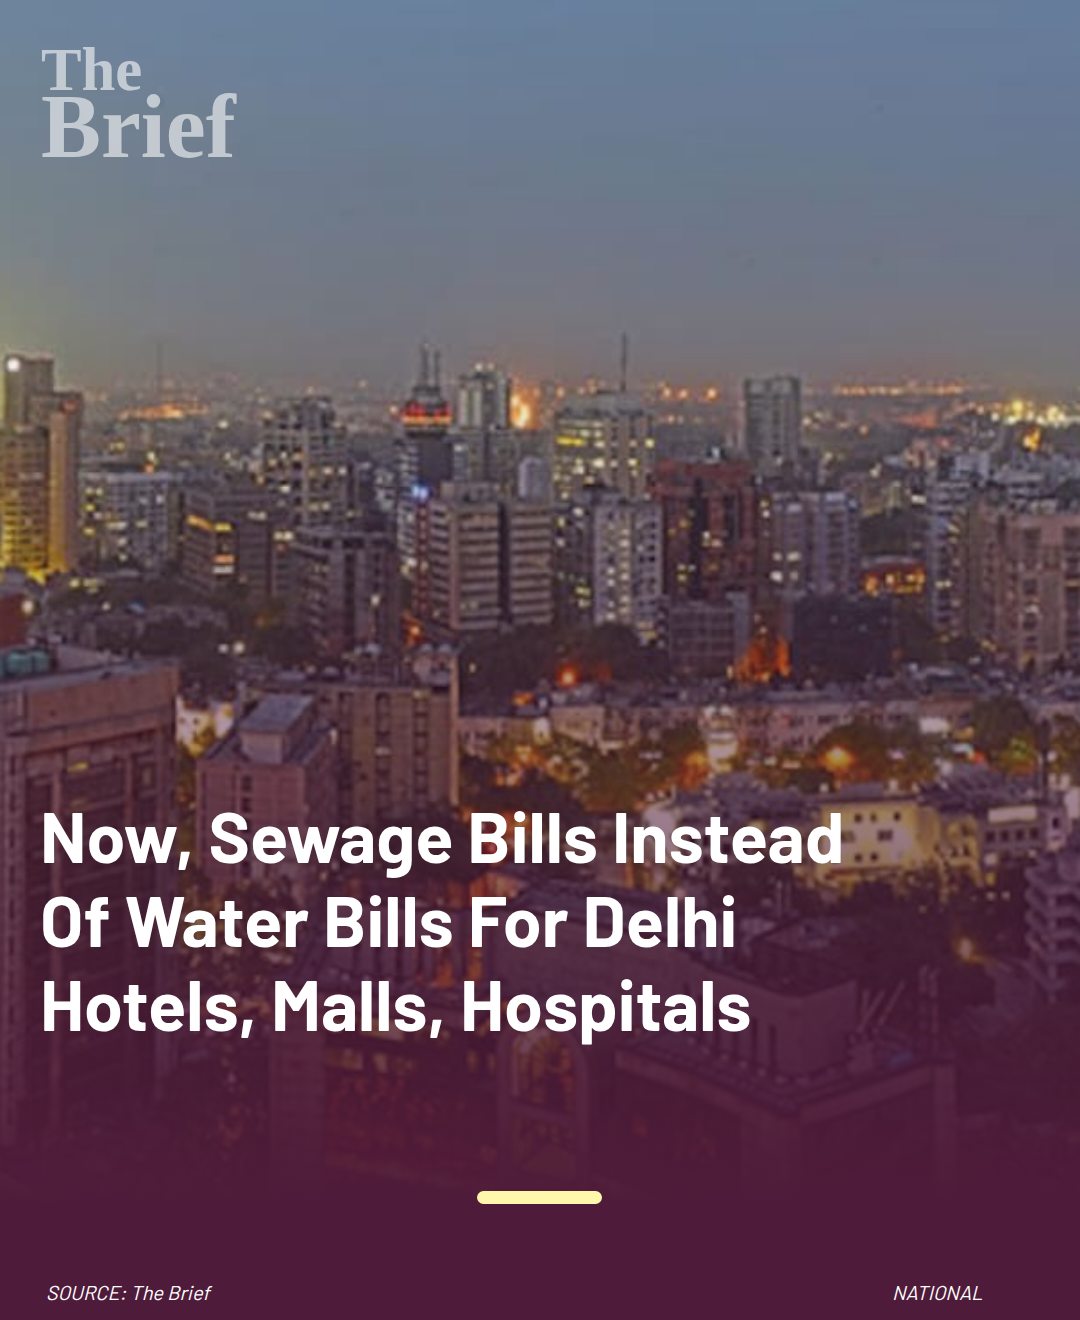 The
Brief
Now, Sewage Bills Instead
Of Water Bills For Delhi
Hotels, Malls, Hospitals
SOURCE: The Brief
NATIONAL